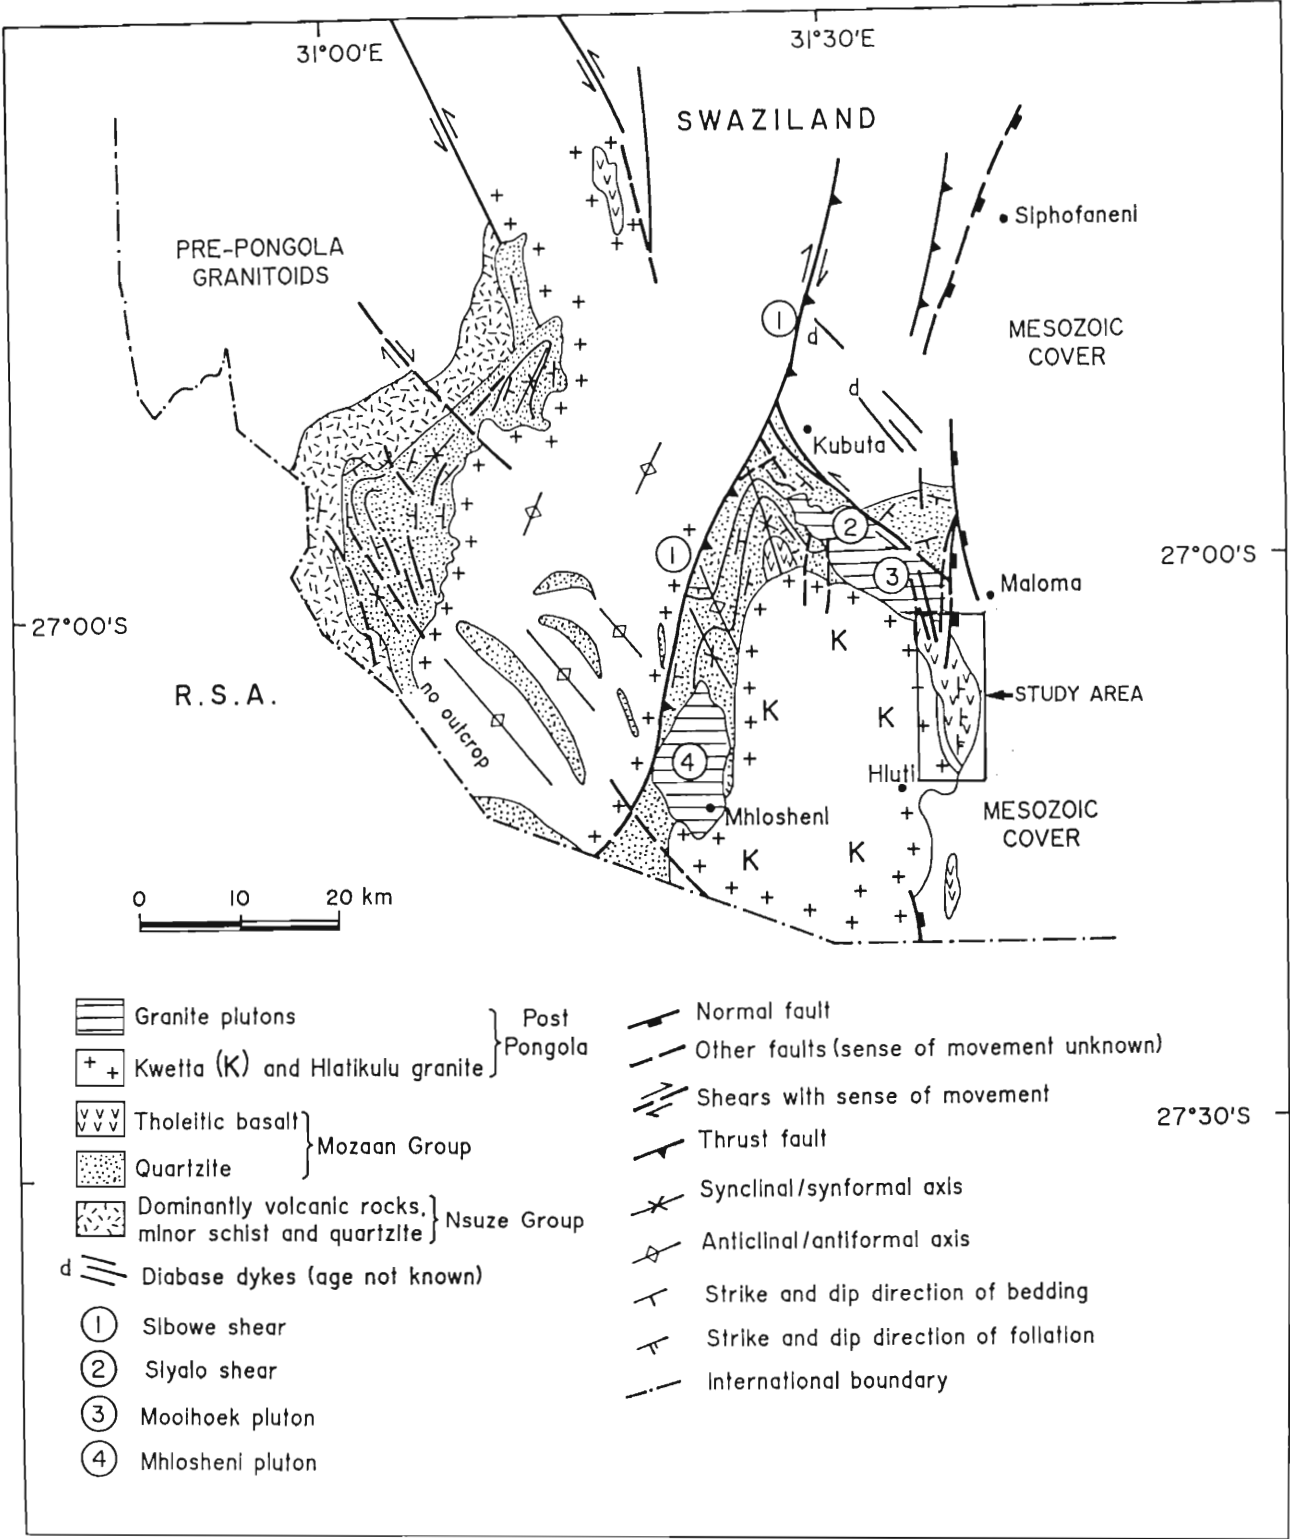 31°00'E
31°30'E
SWAZILAND
PRE-PONGOLA
GRANITOIDS
Siphofaneni
1
d
MESOZOIC
COVER
d
Kubuta
2
1
3
27°00'S
Maloma
27°00'S
K
R.S.A.
no outcrop
K
K
STUDY AREA
4
Hluti
Mhlosheni
MESOZOIC
COVER
K
K
0 10 20 km
Granite plutons
Kwetta (K) and Hlatikulu granite
Post
Pongola
Tholeitic basalt
Quartzite
Mozaan Group
Dominantly volcanic rocks,
minor schist and quartzite
Nsuze Group
d Diabase dykes (age not known)
1 Sibowe shear
2 Siyalo shear
3 Mooihoek pluton
4 Mhlosheni pluton
Normal fault
Other faults (sense of movement unknown)
Shears with sense of movement
27°30'S
Thrust fault
Synclinal/synformal axis
Anticlinal/antiformal axis
Strike and dip direction of bedding
Strike and dip direction of foliation
International boundary